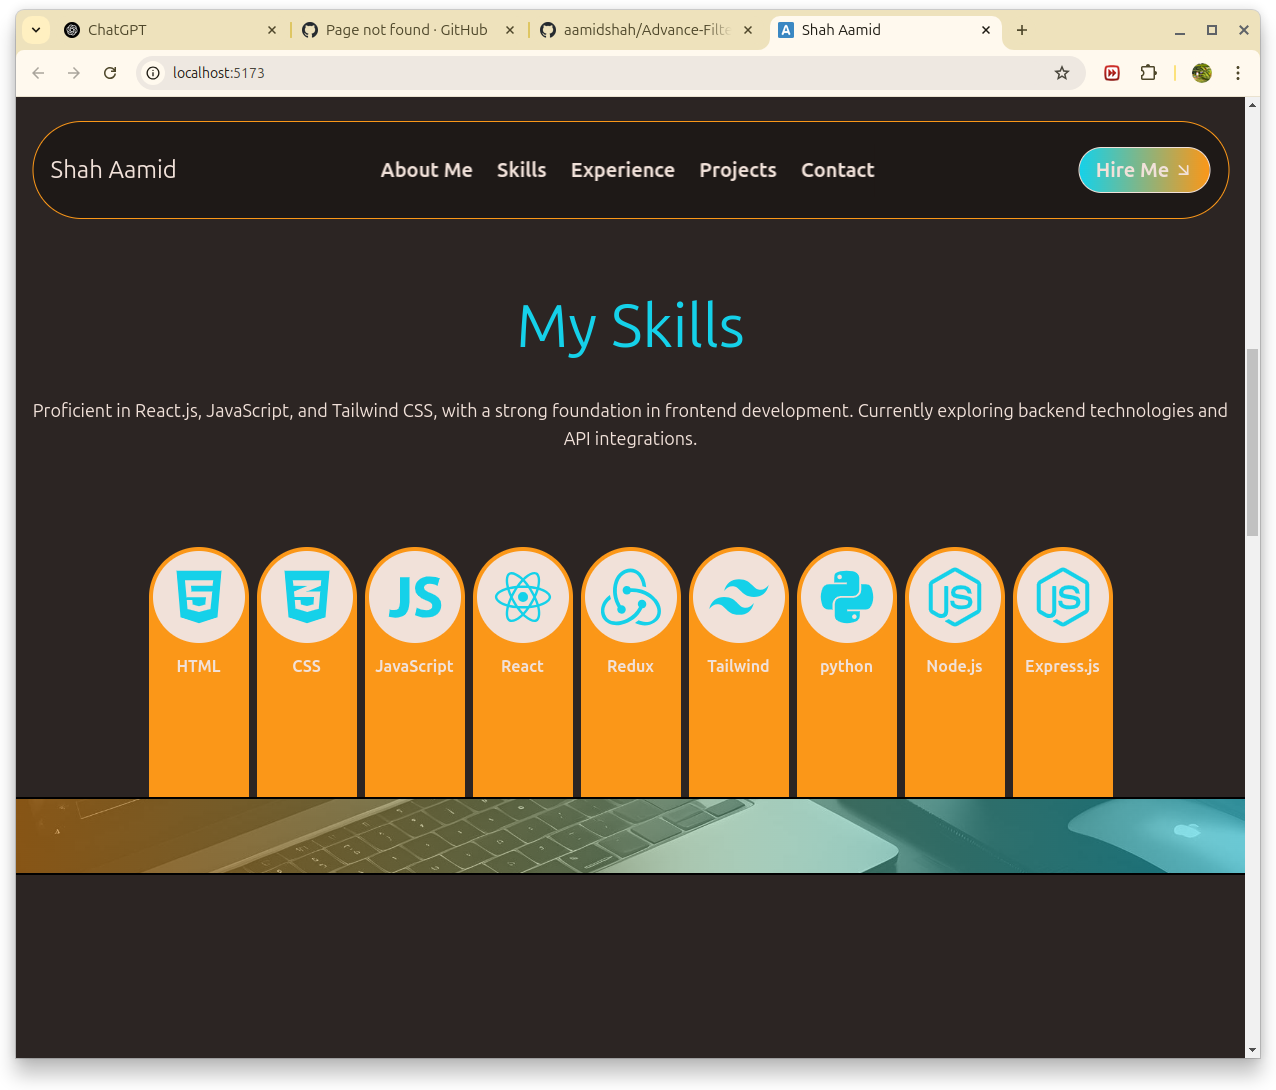 ChatGPT
Page not found · GitHub
aamidshah/Advance-Filte
Shah Aamid
localhost:5173
Shah Aamid
About Me
Skills
Experience
Projects
Contact
Hire Me
My Skills
Proficient in React.js, JavaScript, and Tailwind CSS, with a strong foundation in frontend development. Currently exploring backend technologies and
API integrations.
JS
JS
JS
HTML
CSS
JavaScript
React
Redux
Tailwind
python
Node.js
Express.js